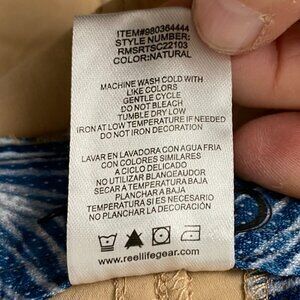 ITEM#980364444
STYLE NUMBER:
RMSRTSC22103
COLOR:NATURAL
MACHINE WASH COLD WITH
LIKE COLORS
GENTLE CYCLE
DO NOT BLEACH
TUMBLE DRY LOW
IRON AT LOW TEMPERATURE IF NEEDED
DO NOT IRON DECORATION
LAVAR EN LAVADORA CON AGUA FRIA
CON COLORES SIMILARES
A CICLO DELICADO
NO UTILIZAR BLANGEAUDOR
SECAR A TEMPERATURA BAJA
PLANCHAR A BAJA
TEMPERATURA SI ES NECESARIO
NO PLANCHAR LA DECORACION
www.reellifegear.com